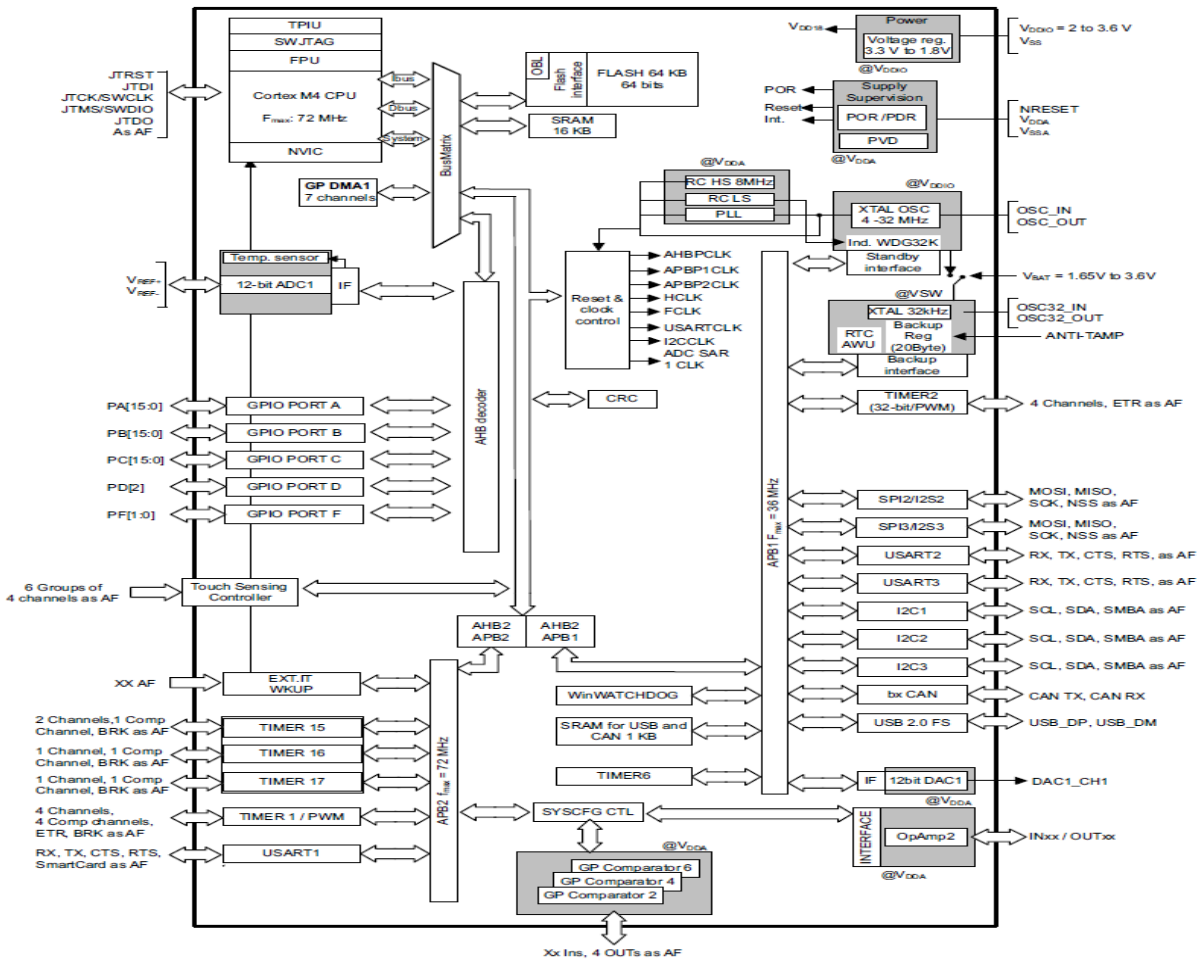 TPIU
SWJTAG
FPU
Cortex M4 CPU
Fmax: 72 MHz
NVIC
JTRST
JTDI
JTCK/SWCLK
JTMS/SWDIO
JTDO
As AF
Ibus
Dbus
System
BusMatrix
OBL
Flash
Interface
FLASH 64 KB
64 bits
SRAM
16 KB
GP DMA1
7 channels
VDD18
Power
Voltage reg.
3.3 V to 1.8V
@VDDIO
VDDIO = 2 to 3.6 V
VSS
POR
Reset
Int.
Supply
Supervision
POR /PDR
PVD
@VDDA
NRESET
VDDA
VSSA
@VDDA
RC HS 8MHz
RC LS
PLL
@VDDIO
XTAL OSC
4 -32 MHz
Ind. WDG32K
Standby
interface
OSC_IN
OSC_OUT
VBAT = 1.65V to 3.6V
@VSW
XTAL 32kHz
RTC
AWU
Backup
Reg
(20Byte)
Backup
interface
OSC32_IN
OSC32_OUT
ANTI-TAMP
VREF+
VREF-
Temp. sensor
12-bit ADC1
IF
Reset &
clock
control
AHBPCLK
APBP1CLK
APBP2CLK
HCLK
FCLK
USARTCLK
I2CCLK
ADC SAR
1 CLK
CRC
AHB decoder
PA[15:0]
GPIO PORT A
PB[15:0]
GPIO PORT B
PC[15:0]
GPIO PORT C
PD[2]
GPIO PORT D
PF[1:0]
GPIO PORT F
6 Groups of
4 channels as AF
Touch Sensing
Controller
AHB2
APB2
AHB2
APB1
APB1 Fmax = 36 MHz
TIMER2
(32-bit/PWM)
4 Channels, ETR as AF
SPI2/I2S2
MOSI, MISO,
SCK, NSS as AF
SPI3/I2S3
MOSI, MISO,
SCK, NSS as AF
USART2
RX, TX, CTS, RTS, as AF
USART3
RX, TX, CTS, RTS, as AF
I2C1
SCL, SDA, SMBA as AF
I2C2
SCL, SDA, SMBA as AF
I2C3
SCL, SDA, SMBA as AF
bx CAN
CAN TX, CAN RX
USB 2.0 FS
USB_DP, USB_DM
IF
12bit DAC1
@VDDA
DAC1_CH1
XX AF
EXT.IT
WKUP
2 Channels,1 Comp
Channel, BRK as AF
TIMER 15
1 Channel, 1 Comp
Channel, BRK as AF
TIMER 16
1 Channel, 1 Comp
Channel, BRK as AF
TIMER 17
4 Channels,
4 Comp channels,
ETR, BRK as AF
TIMER 1 / PWM
RX, TX, CTS, RTS,
SmartCard as AF
USART1
APB2 fmax = 72 MHz
WinWATCHDOG
SRAM for USB and
CAN 1 KB
TIMER6
SYSCFG CTL
@VDDA
GP Comparator 6
GP Comparator 4
GP Comparator 2
Xx Ins, 4 OUTs as AF
INTERFACE
OpAmp2
@VDDA
INxx / OUTxx